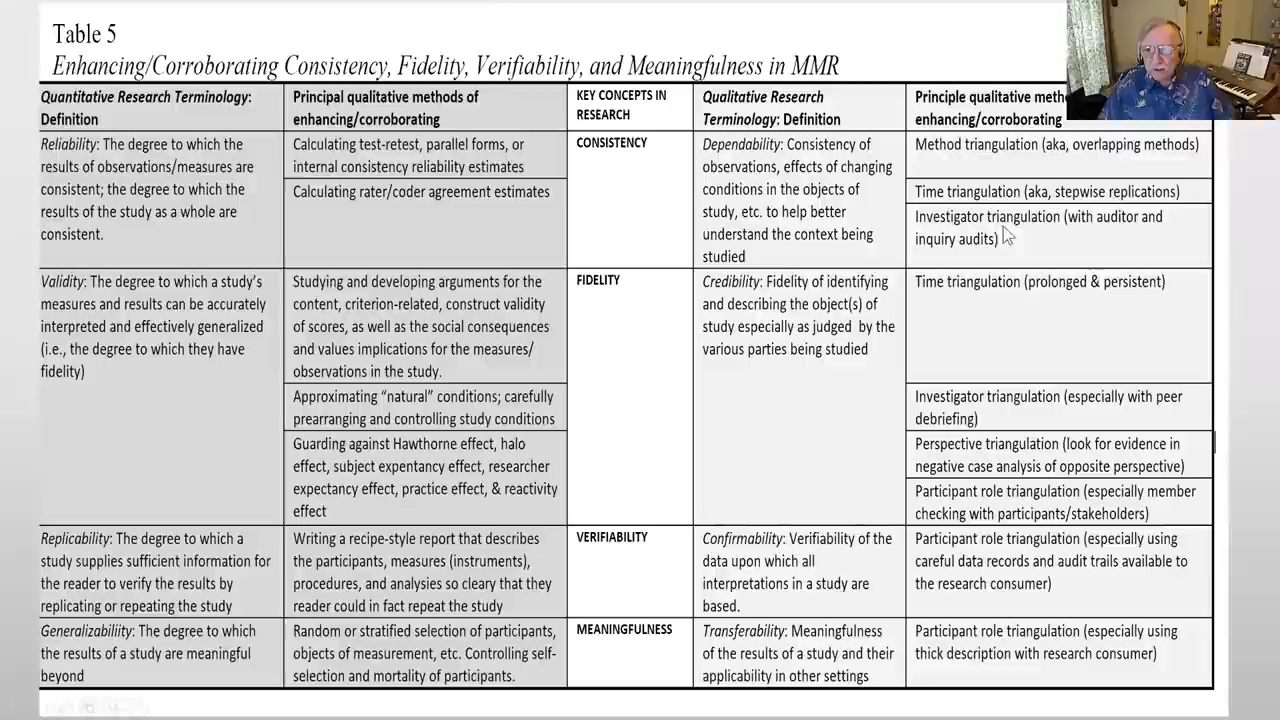 Table 5
Enhancing/Corroborating Consistency, Fidelity, Verifiability, and Meaningfulness in MMR
Quantitative Research Terminology:
Definition
Principal qualitative methods of
enhancing/corroborating
KEY CONCEPTS IN
RESEARCH
Qualitative Research
Terminology: Definition
Principle qualitative
enhancing/corroborating
Reliability: The degree to which the
results of observations/measures are
consistent; the degree to which the
results of the study as a whole are
consistent.
Calculating test-retest, parallel forms, or
internal consistency reliability estimates
Calculating rater/coder agreement estimates
CONSISTENCY
Dependability: Consistency of
observations, effects of changing
conditions in the objects of
study, etc. to help better
understand the context being
studied
Method triangulation (aka, overlapping methods)
Time triangulation (aka, stepwise replications)
Investigator triangulation (with auditor and
inquiry audits)
Validity: The degree to which a study's
measures and results can be accurately
interpreted and effectively generalized
(i.e., the degree to which they have
fidelity)
Studying and developing arguments for the
content, criterion-related, construct validity
of scores, as well as the social consequences
and values implications for the measures/
observations in the study.
Approximating “natural” conditions; carefully
prearranging and controlling study conditions
Guarding against Hawthorne effect, halo
effect, subject expentancy effect, researcher
expectancy effect, practice effect, & reactivity
effect
FIDELITY
Credibility: Fidelity of identifying
and describing the object(s) of
study especially as judged by the
various parties being studied
Time triangulation (prolonged & persistent)
Investigator triangulation (especially with peer
debriefing)
Perspective triangulation (look for evidence in
negative case analysis of opposite perspective)
Participant role triangulation (especially member
checking with participants/stakeholders)
Replicability: The degree to which a
study supplies sufficient information for
the reader to verify the results by
replicating or repeating the study
Writing a recipe-style report that describes
the participants, measures (instruments),
procedures, and analyses so cleary that they
reader could in fact repeat the study
VERIFIABILITY
Confirmability: Verifiability of the
data upon which all
interpretations in a study are
based.
Participant role triangulation (especially using
careful data records and audit trails available to
the research consumer)
Generalizabiliity: The degree to which
the results of a study are meaningful
beyond
Random or stratified selection of participants,
objects of measurement, etc. Controlling self-
selection and mortality of participants.
MEANINGFULNESS
Transferability: Meaningfulness
of the results of a study and their
applicability in other settings
Participant role triangulation (especially using
thick description with research consumer)